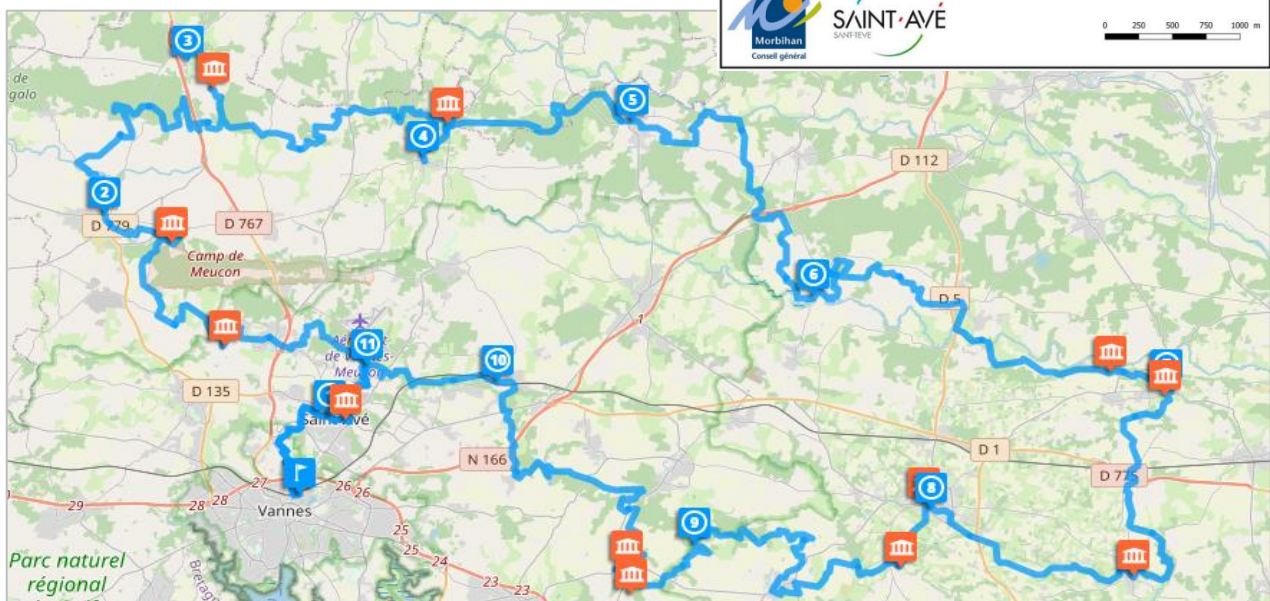 Morbihan
Conseil général
SAINT·AVÉ
SANT-TEVE
0 250 500 750 1000 m
3
5
4
D 112
2
D 779
D 767
Camp de
Meucon
6
D 5
1
11
10
D 135
Saint-Avé
D 1
N 166
D 775
8
27
26
28
28
26
29
Vannes
9
25
25
24
23
23
Parc naturel
régional